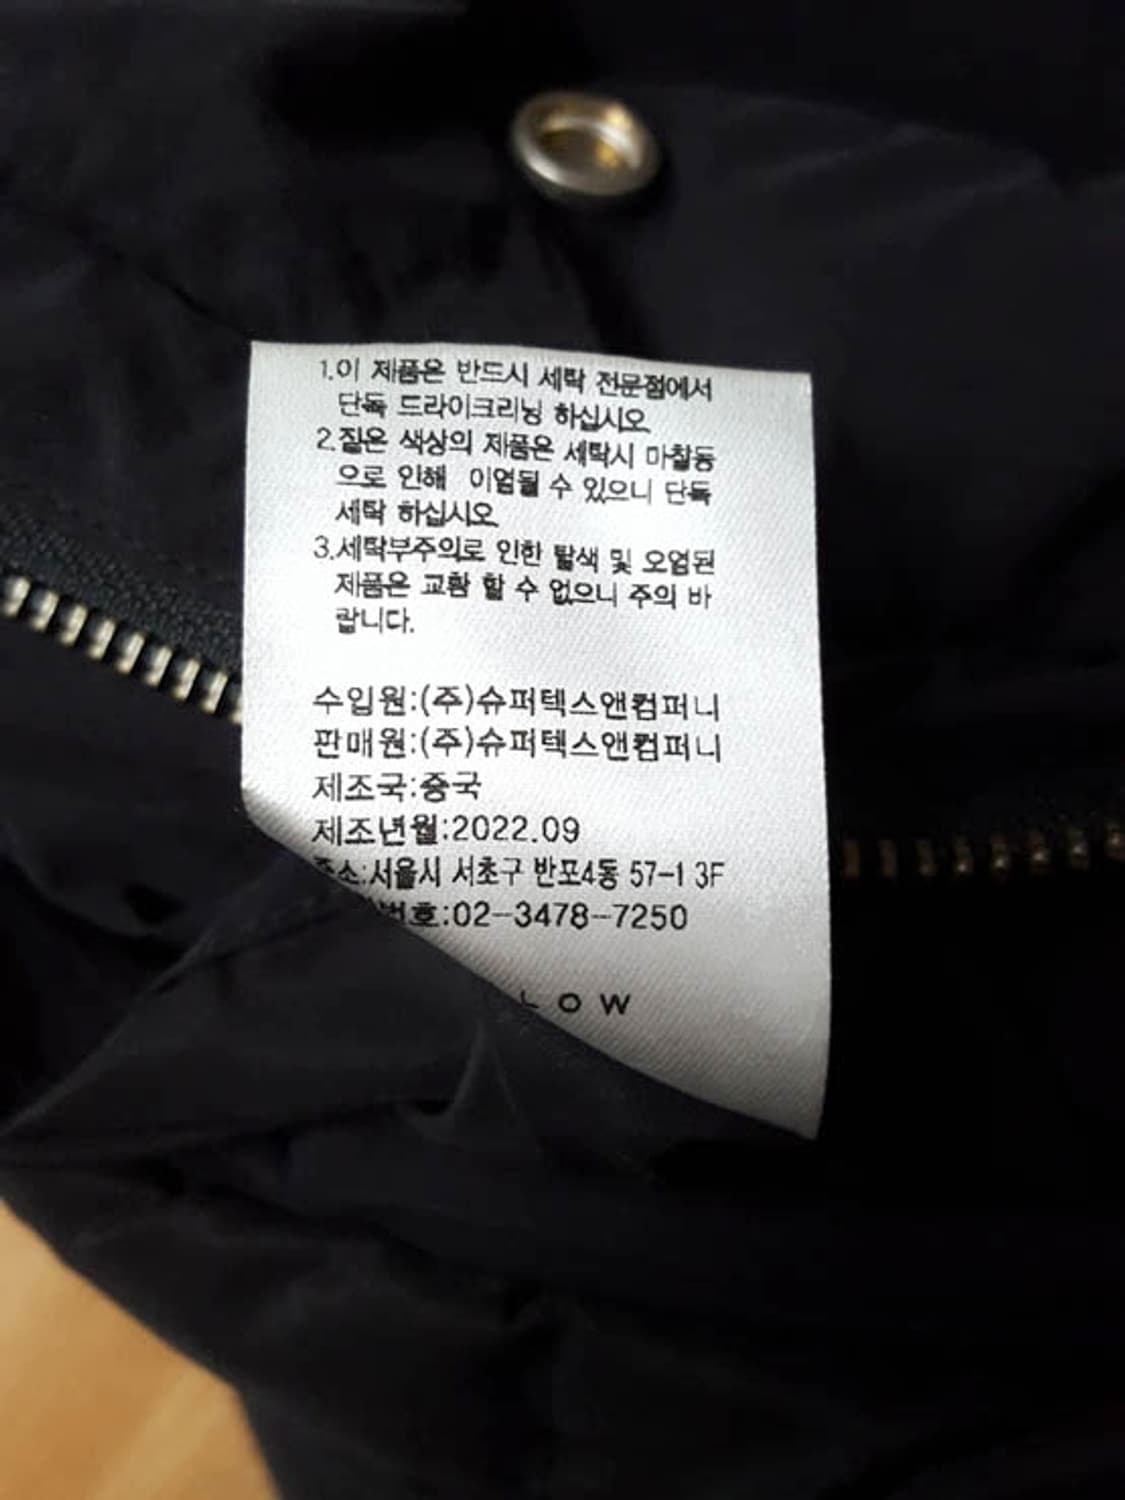 1.이 제품은 반드시 세탁 전문점에서
단독 드라이크리닝 하십시오
2.짙은 색상의 제품은 세탁시 마찰등
으로 인해 이염될 수 있으니 단독
세탁 하십시오
3.세탁부주의로 인한 탈색 및 오염된
제품은 교환 할 수 없으니 주의 바
랍니다.
수입원:(주)슈퍼텍스앤컴퍼니
판매원:(주)슈퍼텍스앤컴퍼니
제조국:중국
제조년월:2022.09
주소:서울시 서초구 반포4동 57-1 3F
번호:02-3478-7250
LOW